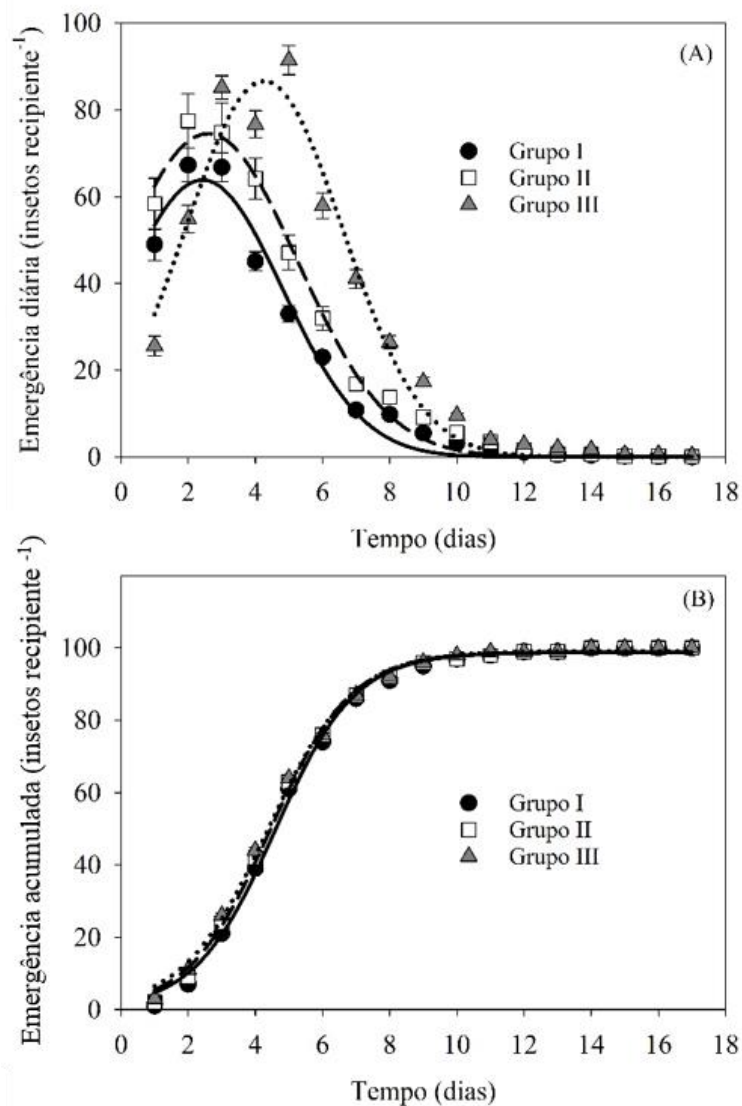 (A)
Emergência diária (insetos recipiente⁻¹)
100
80
60
40
20
0
Grupo I
Grupo II
Grupo III
0 2 4 6 8 10 12 14 16 18
Tempo (dias)
(B)
Emergência acumulada (insetos recipiente ⁻¹)
100
80
60
40
20
0
Grupo I
Grupo II
Grupo III
0 2 4 6 8 10 12 14 16 18
Tempo (dias)